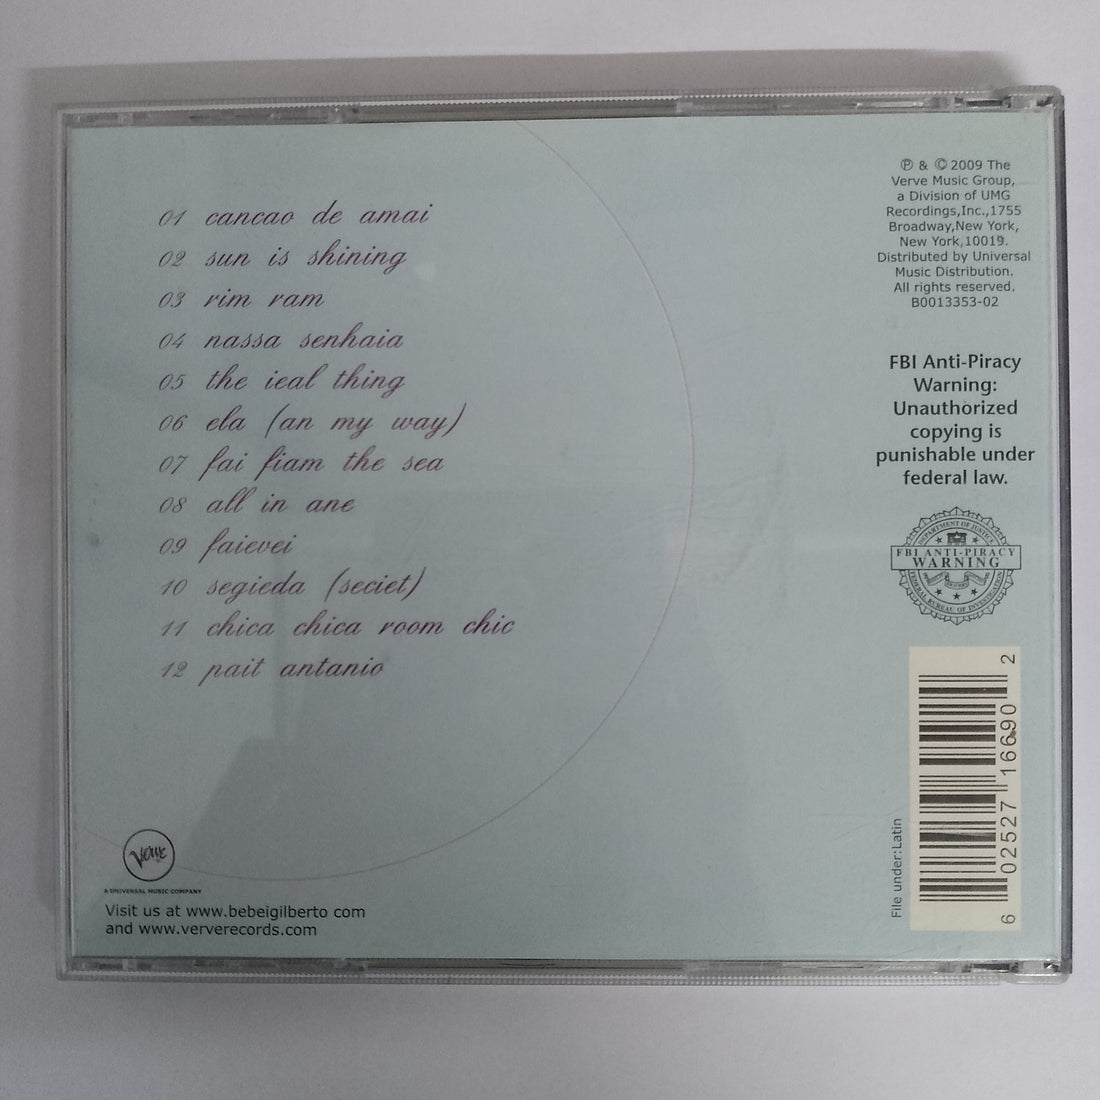 01 cancao de amai
02 sun is shining
03 rim ram
04 nassa senhaia
05 the ieal thing
06 ela (an my way)
07 fai fiam the sea
08 all in ane
09 faievei
10 segieda (seciet)
11 chica chica room chic
12 pait antanio
Verve
A UNIVERSAL MUSIC COMPANY
Visit us at www.bebeigilberto com
and www.ververecords.com
℗ & © 2009 The
Verve Music Group,
a Division of UMG
Recordings,Inc.,1755
Broadway,New York,
New York,10019.
Distributed by Universal
Music Distribution.
All rights reserved.
B0013353-02
FBI Anti-Piracy
Warning:
Unauthorized
copying is
punishable under
federal law.
DEPARTMENT OF JUSTICE
FBI ANTI-PIRACY
WARNING
FEDERAL BUREAU OF INVESTIGATION
File under:Latin
6 02527 16690 2